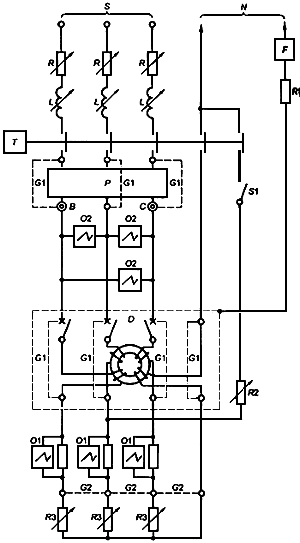 S N
R R R F
L L L R1
T
G1 P G1 G1 S1
B C
O2 O2
O2
D
G1 G1 G1 G1
R2
O1 O1 O1
G2 G2 G2
R3 R3 R3